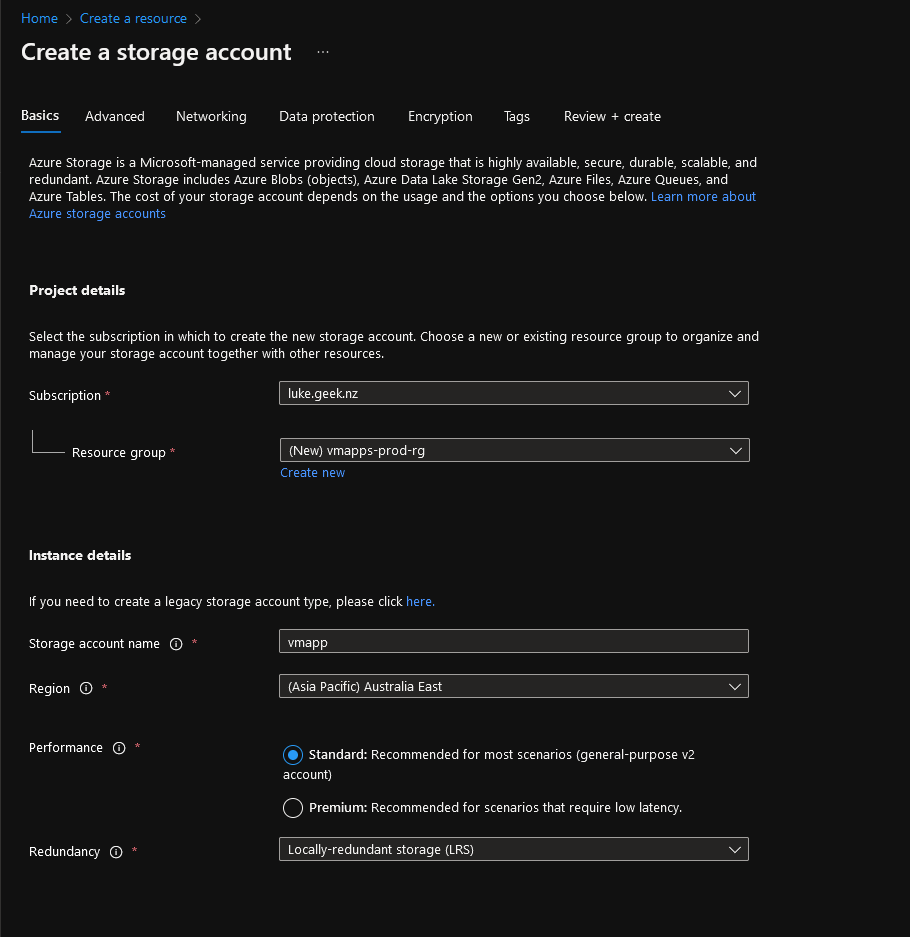 Home > Create a resource >
Create a storage account ...
Basics Advanced Networking Data protection Encryption Tags Review + create
Azure Storage is a Microsoft-managed service providing cloud storage that is highly available, secure, durable, scalable, and
redundant. Azure Storage includes Azure Blobs (objects), Azure Data Lake Storage Gen2, Azure Files, Azure Queues, and
Azure Tables. The cost of your storage account depends on the usage and the options you choose below. Learn more about
Azure storage accounts
Project details
Select the subscription in which to create the new storage account. Choose a new or existing resource group to organize and
manage your storage account together with other resources.
Subscription * luke.geek.nz
Resource group * (New) vmapps-prod-rg
Create new
Instance details
If you need to create a legacy storage account type, please click here.
Storage account name * vmapp
Region * (Asia Pacific) Australia East
Performance * Standard: Recommended for most scenarios (general-purpose v2
account)
Premium: Recommended for scenarios that require low latency.
Redundancy * Locally-redundant storage (LRS)